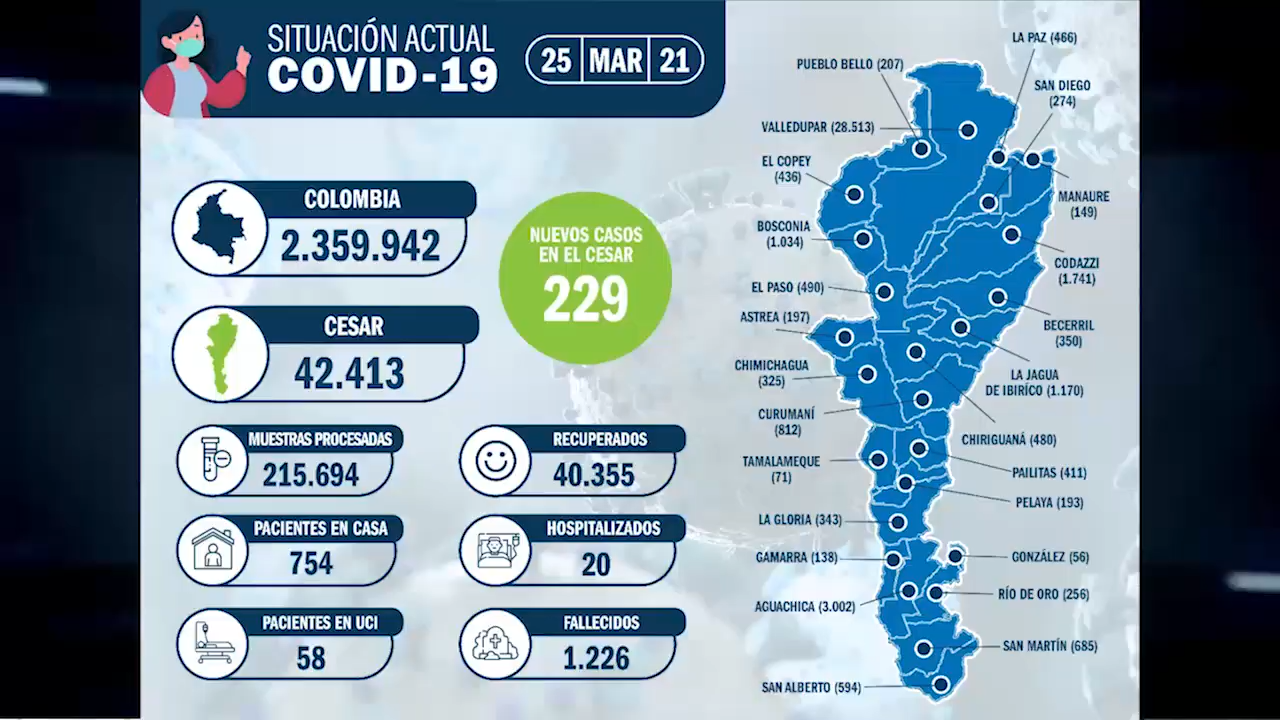 SITUACIÓN ACTUAL
COVID-19
25 MAR 21
COLOMBIA
2.359.942
NUEVOS CASOS
EN EL CESAR
229
CESAR
42.413
MUESTRAS PROCESADAS
215.694
RECUPERADOS
40.355
PACIENTES EN CASA
754
HOSPITALIZADOS
20
PACIENTES EN UCI
58
FALLECIDOS
1.226
LA PAZ (466)
PUEBLO BELLO (207)
SAN DIEGO
(274)
VALLEDUPAR (28.513)
EL COPEY
(436)
MANAURE
(149)
BOSCONIA
(1.034)
CODAZZI
(1.741)
EL PASO (490)
ASTREA (197)
BECERRIL
(350)
CHIMICHAGUA
(325)
LA JAGUA
DE IBIRÍCO (1.170)
CURUMANÍ
(812)
CHIRIGUANÁ (480)
TAMALAMEQUE
(71)
PAILITAS (411)
PELAYA (193)
LA GLORIA (343)
GAMARRA (138)
GONZÁLEZ (56)
RÍO DE ORO (256)
AGUACHICA (3.002)
SAN MARTÍN (685)
SAN ALBERTO (594)